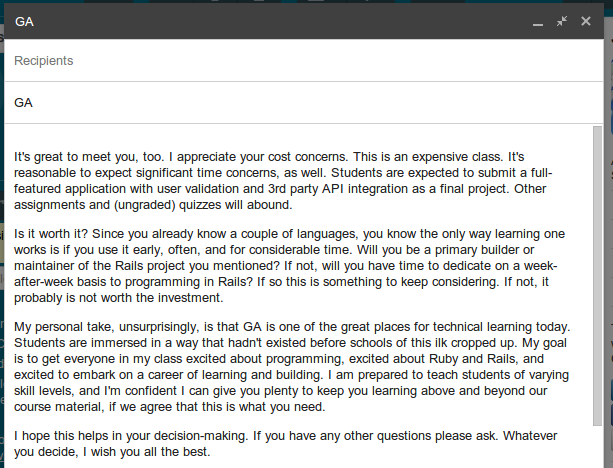 GA
Recipients
GA
It's great to meet you, too. I appreciate your cost concerns. This is an expensive class. It's
reasonable to expect significant time concerns, as well. Students are expected to submit a full-
featured application with user validation and 3rd party API integration as a final project. Other
assignments and (ungraded) quizzes will abound.
Is it worth it? Since you already know a couple of languages, you know the only way learning one
works is if you use it early, often, and for considerable time. Will you be a primary builder or
maintainer of the Rails project you mentioned? If not, will you have time to dedicate on a week-
after-week basis to programming in Rails? If so this is something to keep considering. If not, it
probably is not worth the investment.
My personal take, unsurprisingly, is that GA is one of the great places for technical learning today.
Students are immersed in a way that hadn't existed before schools of this ilk cropped up. My goal
is to get everyone in my class excited about programming, excited about Ruby and Rails, and
excited to embark on a career of learning and building. I am prepared to teach students of varying
skill levels, and I'm confident I can give you plenty to keep you learning above and beyond our
course material, if we agree that this is what you need.
I hope this helps in your decision-making. If you have any other questions please ask. Whatever
you decide, I wish you all the best.